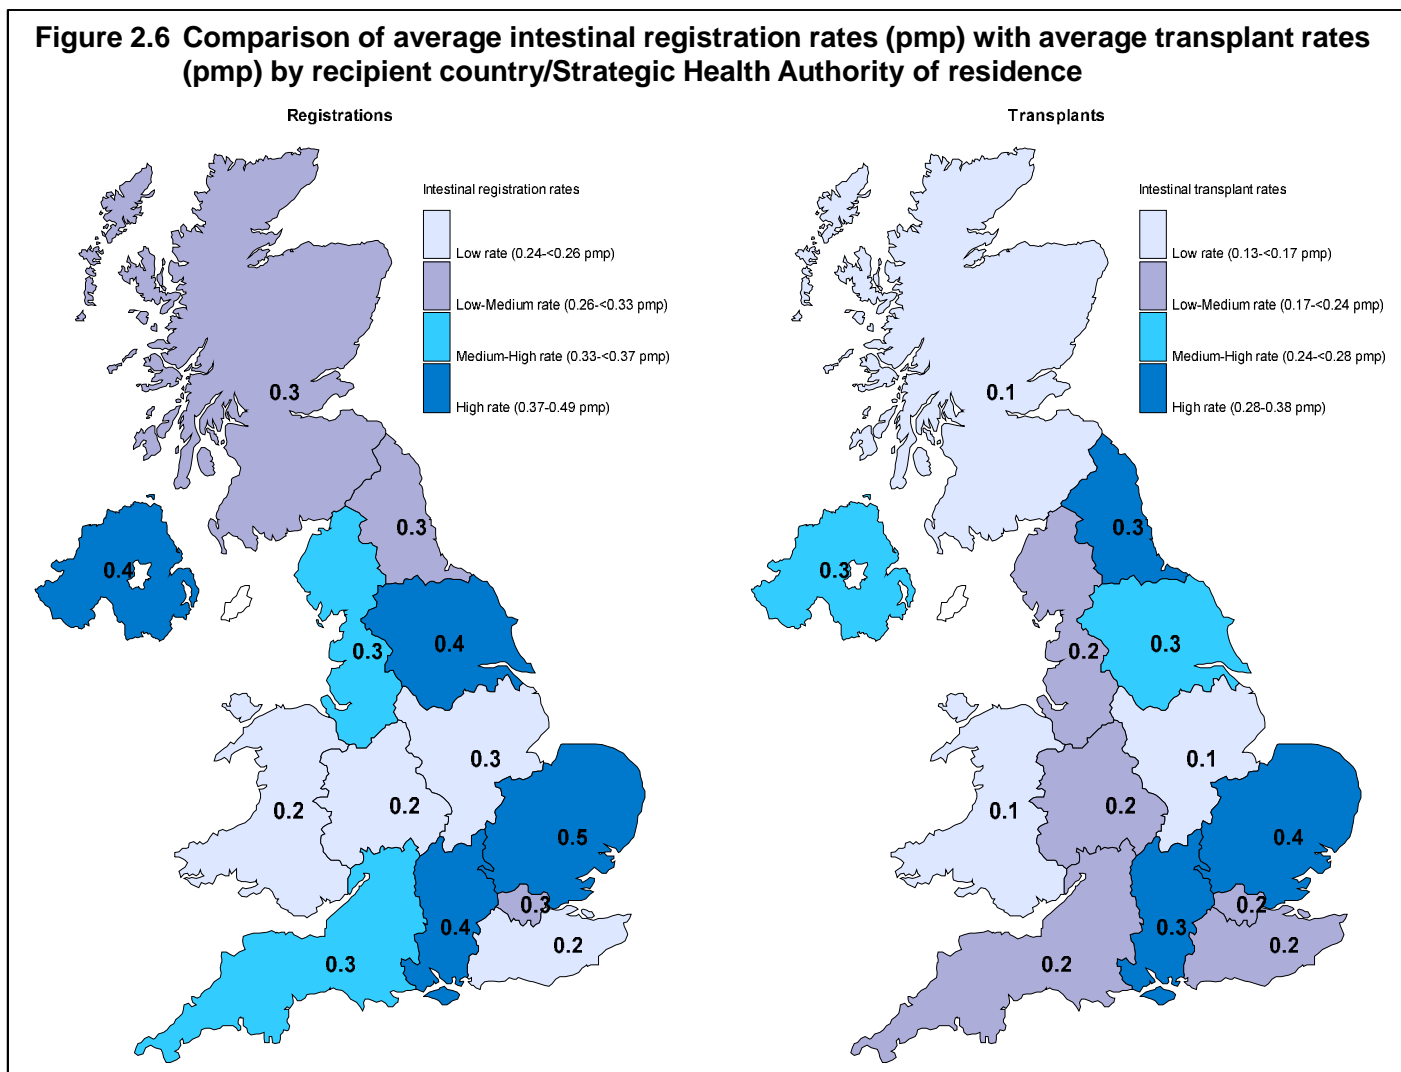 Figure 2.6 Comparison of average intestinal registration rates (pmp) with average transplant rates
(pmp) by recipient country/Strategic Health Authority of residence
Registrations
Intestinal registration rates
Low rate (0.24-<0.26 pmp)
Low-Medium rate (0.26-<0.33 pmp)
Medium-High rate (0.33-<0.37 pmp)
High rate (0.37-0.49 pmp)
0.3
0.3
0.4
0.3
0.4
0.3
0.2
0.2
0.5
0.3
0.4
0.2
0.3
Transplants
Intestinal transplant rates
Low rate (0.13-<0.17 pmp)
Low-Medium rate (0.17-<0.24 pmp)
Medium-High rate (0.24-<0.28 pmp)
High rate (0.28-0.38 pmp)
0.1
0.3
0.3
0.2
0.3
0.1
0.1
0.2
0.4
0.2
0.3
0.2
0.2